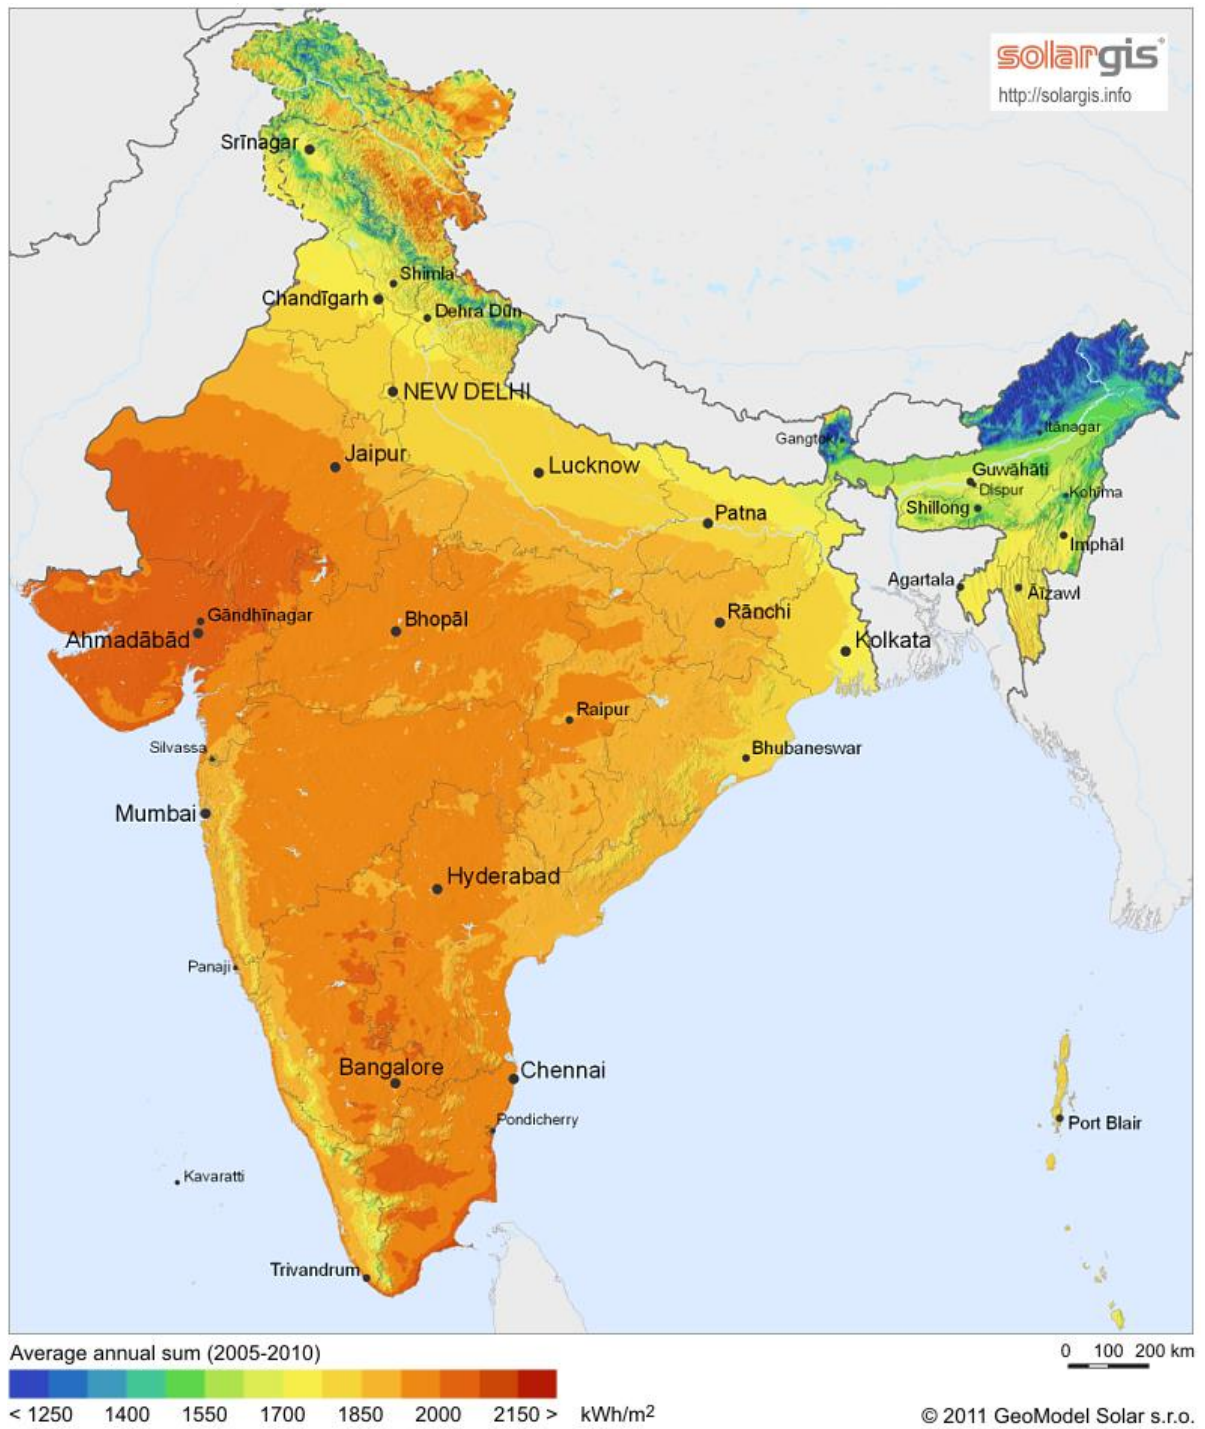 solargis
http://solargis.info
Srīnagar
Shimla
Chandīgarh
Dehra Dūn
NEW DELHI
Itānagar
Gangtok
Jaipur
Lucknow
Guwāhāti
Dispur
Kohīma
Shillong
Patna
Imphāl
Agartala
Āīzawl
Gāndhīnagar
Ahmadābād
Bhopāl
Rānchi
Kolkata
Raipur
Silvassa
Bhubaneswar
Mumbai
Hyderabad
Panaji
Bangalore
Chennai
Pondicherry
Port Blair
Kavaratti
Trivandrum
Average annual sum (2005-2010)
0 100 200 km
< 1250 1400 1550 1700 1850 2000 2150 > kWh/m2
© 2011 GeoModel Solar s.r.o.